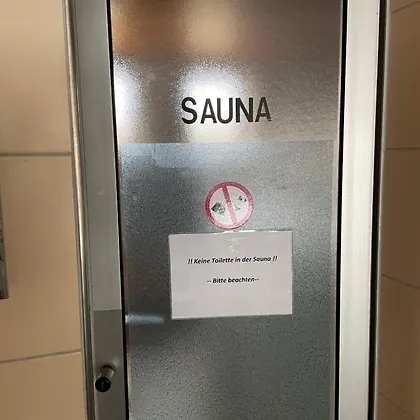 SAUNA
!! Keine Toilette in der Sauna !!
-- Bitte beachten--